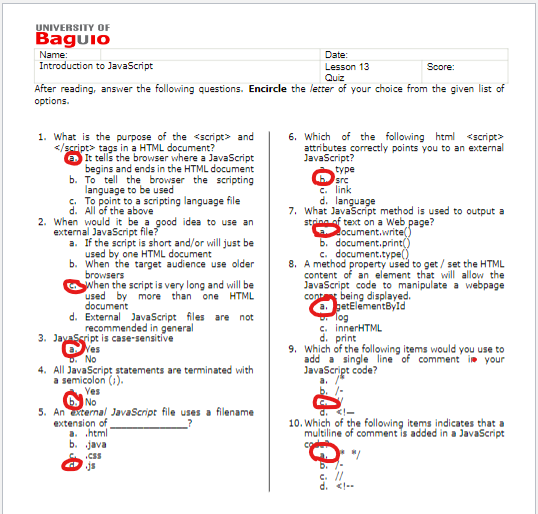 UNIVERSITY OF
Baguio
Name:
Date:
Introduction to JavaScript
Lesson 13
Quiz
Score:
After reading, answer the following questions. Encircle the letter of your choice from the given list of
options.
1. What is the purpose of the <script> and
</script> tags in a HTML document?
a. It tells the browser where a JavaScript
begins and ends in the HTML document
b. To tell the browser the scripting
language to be used
c. To point to a scripting language file
d. All of the above
2. When would it be a good idea to use an
external JavaScript file?
a. If the script is short and/or will just be
used by one HTML document
b. When the target audience use older
browsers
c. When the script is very long and will be
used by more than one HTML
document
d. External JavaScript files are not
recommended in general
3. JavaScript is case-sensitive
a. Yes
b. No
4. All JavaScript statements are terminated with
a semicolon (;).
a. Yes
b. No
5. An external JavaScript file uses a filename
extension of ______________?
a. .html
b. .java
c. .css
d. .js
6. Which of the following html <script>
attributes correctly points you to an external
JavaScript?
a. type
b. src
c. link
d. language
7. What JavaScript method is used to output a
string of text on a Web page?
a. document.write()
b. document.print()
c. document.type()
8. A method property used to get / set the HTML
content of an element that will allow the
JavaScript code to manipulate a webpage
content being displayed.
a. getElementById
b. log
c. innerHTML
d. print
9. Which of the following items would you use to
add a single line of comment in your
JavaScript code?
a. /*
b. /-
c. //
d. <!--
10. Which of the following items indicates that a
multiline of comment is added in a JavaScript
code?
a. /* */
b. /-
c. //
d. <!--